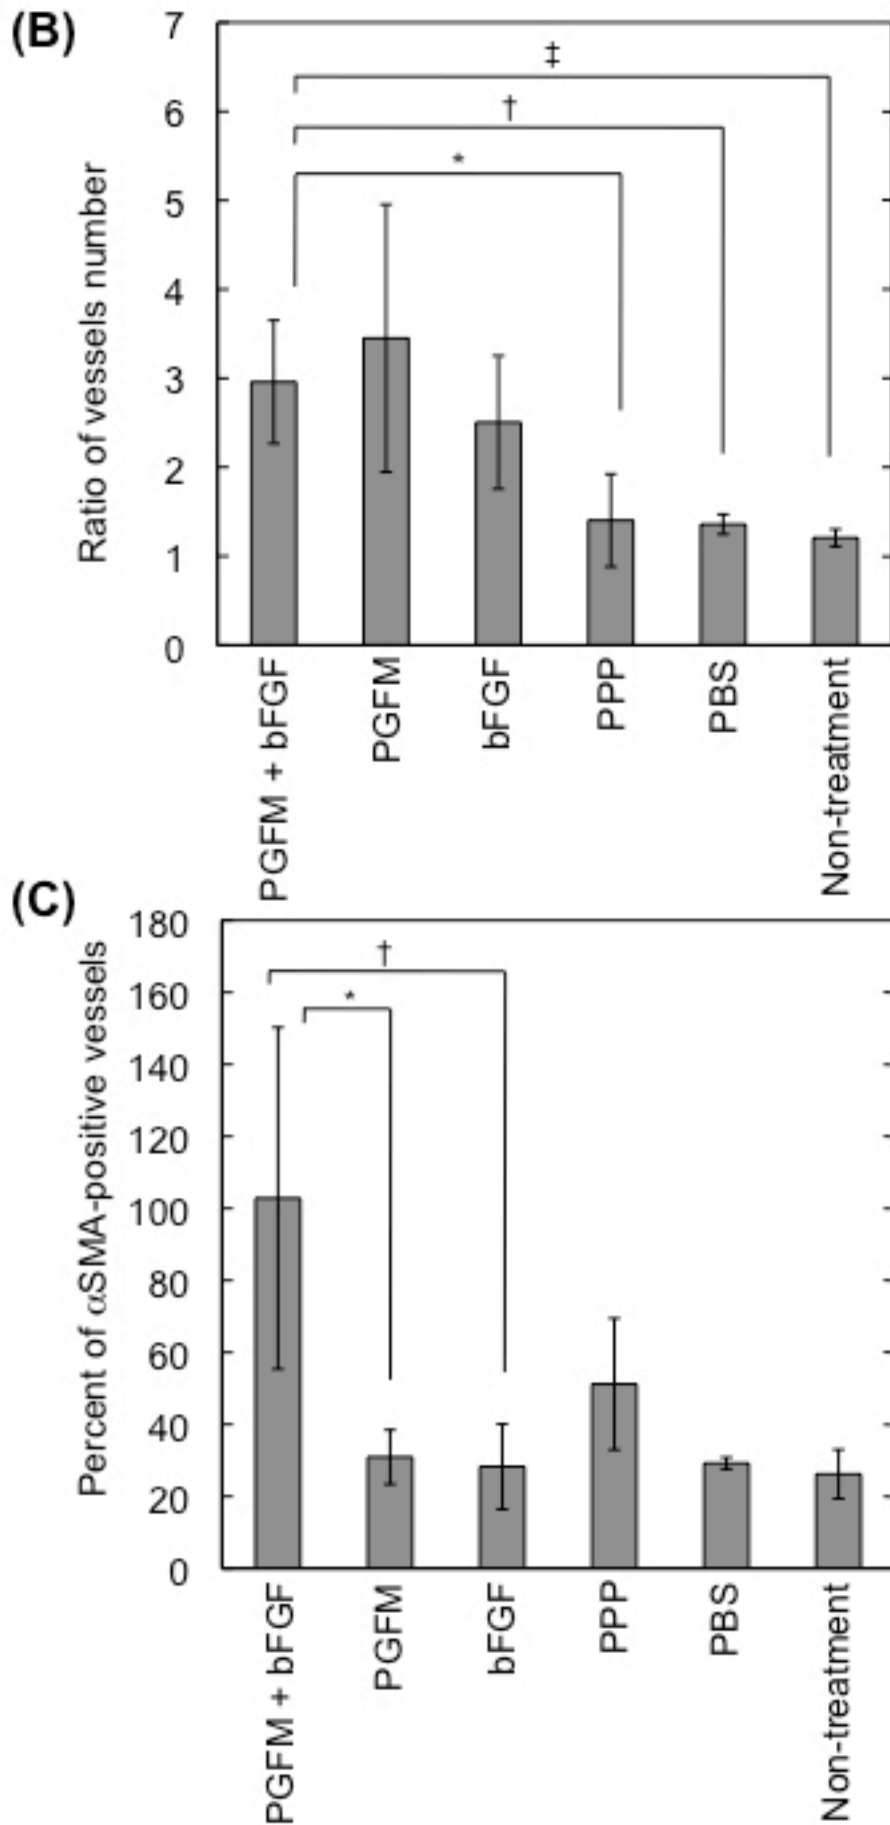 (B)
Ratio of vessels number
7
6
5
4
3
2
1
0
‡
†
*
PGFM + bFGF
PGFM
bFGF
PPP
PBS
Non-treatment
(C)
Percent of αSMA-positive vessels
180
160
140
120
100
80
60
40
20
0
†
*
PGFM + bFGF
PGFM
bFGF
PPP
PBS
Non-treatment